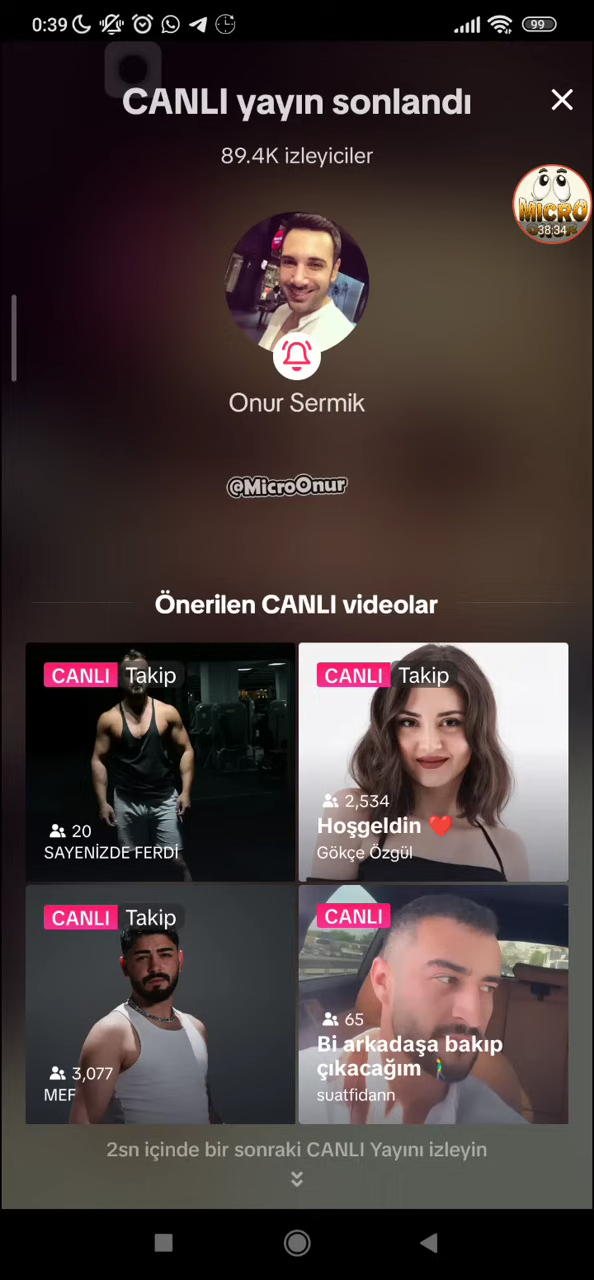 0:39
99
CANLI yayın sonlandı
89.4K izleyiciler
MiCRO
38:34
Onur Sermik
@MicroOnur
Önerilen CANLI videolar
CANLI Takip
20
SAYENİZDE FERDİ
CANLI Takip
2,534
Hoşgeldin ❤️
Gökçe Özgül
CANLI Takip
3,077
MEF
CANLI
65
Bi arkadaşa bakıp
çıkacağım 🚶‍♂️
suatfidann
2sn içinde bir sonraki CANLI Yayını izleyin